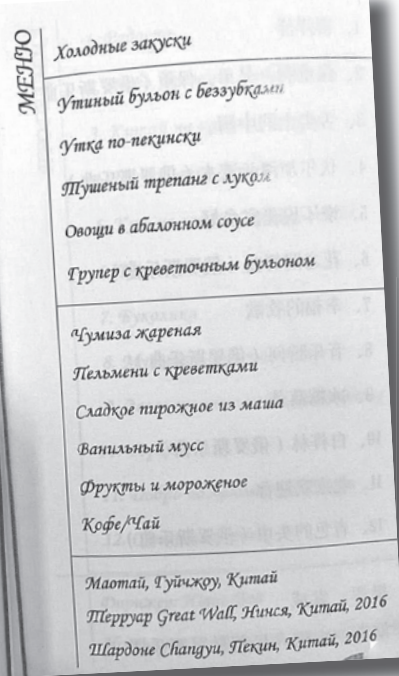 МЕНЮ
Холодные закуски
Утиный бульон с беззубками
Утка по-пекински
Тушеный трепанг с луком
Овощи в абалонном соусе
Групер с креветочным бульоном
Чумиза жареная
Пельмени с креветками
Сладкое пирожное из маша
Ванильный мусс
Фрукты и мороженое
Кофе/Чай
Маотай, Гуйчжоу, Китай
Терруар Great Wall, Нинся, Китай, 2016
Шардоне Changyu, Пекин, Китай, 2016